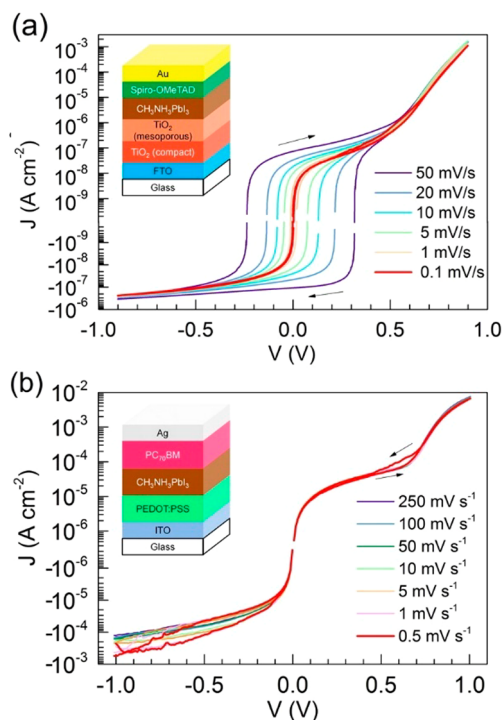 (a)
J (A cm⁻²)
10⁻³
10⁻⁴
10⁻⁵
10⁻⁶
10⁻⁷
10⁻⁸
10⁻⁹
-10⁻⁹
-10⁻⁸
-10⁻⁷
-10⁻⁶
Au
Spiro-OMeTAD
CH₃NH₃PbI₃
TiO₂
(mesoporous)
TiO₂ (compact)
FTO
Glass
50 mV/s
20 mV/s
10 mV/s
5 mV/s
1 mV/s
0.1 mV/s
-1.0 -0.5 0.0 0.5 1.0
V (V)
(b)
J (A cm⁻²)
10⁻²
10⁻³
10⁻⁴
10⁻⁵
10⁻⁶
-10⁻⁶
-10⁻⁵
-10⁻⁴
-10⁻³
Ag
PC₇₀BM
CH₃NH₃PbI₃
PEDOT:PSS
ITO
Glass
250 mV s⁻¹
100 mV s⁻¹
50 mV s⁻¹
10 mV s⁻¹
5 mV s⁻¹
1 mV s⁻¹
0.5 mV s⁻¹
-1.0 -0.5 0.0 0.5 1.0
V (V)